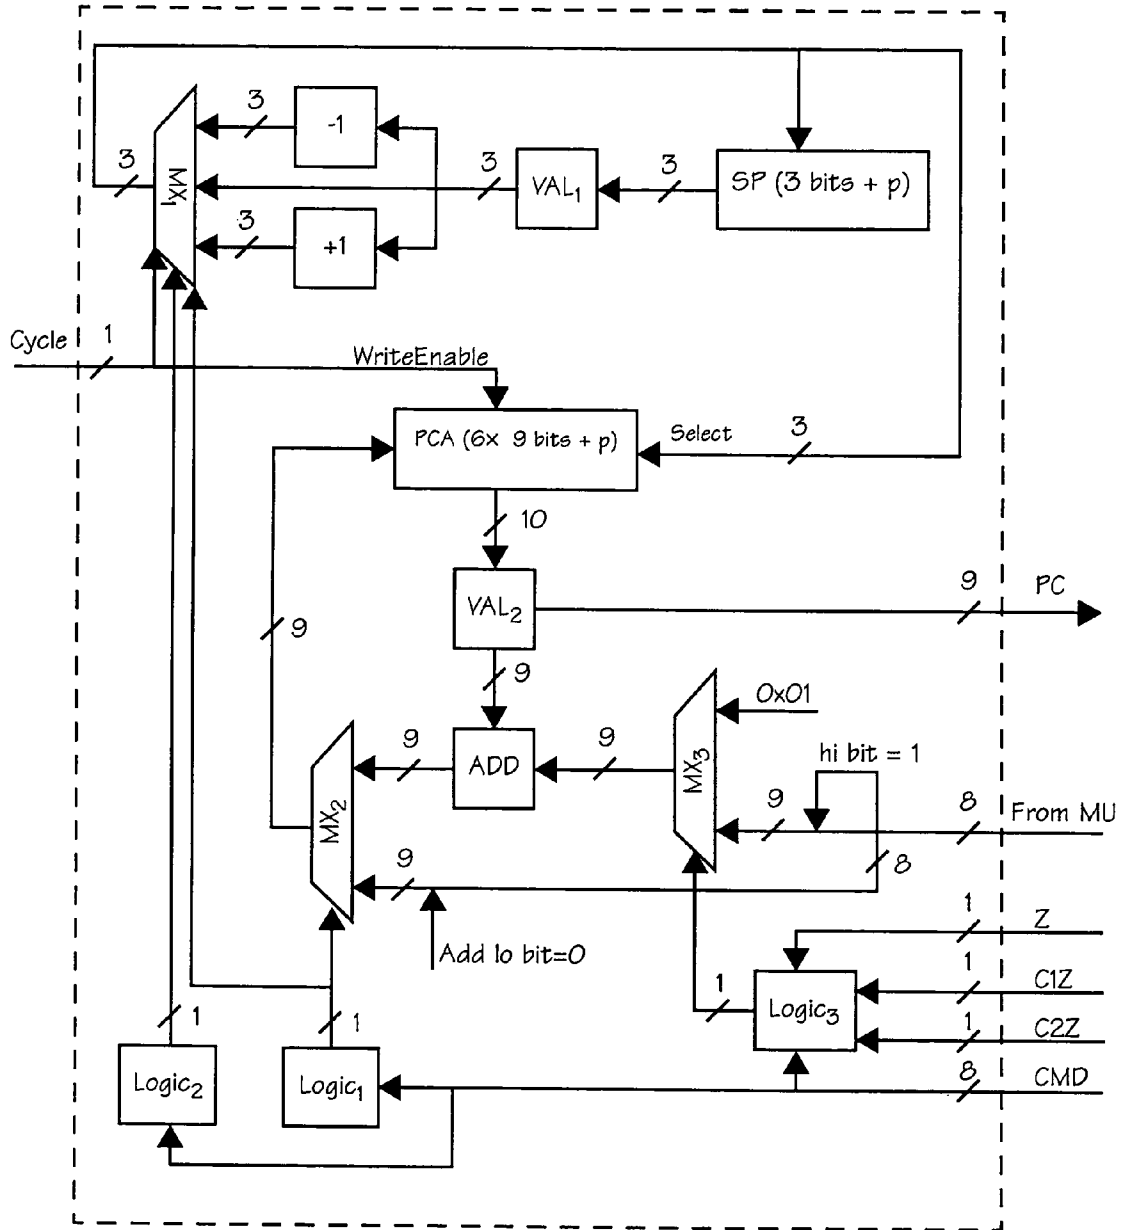 3
-1
3
MX1
3
VAL1
3
SP (3 bits + p)
3
+1
Cycle
1
WriteEnable
PCA (6x 9 bits + p)
Select
3
10
9
VAL2
9
PC
9
0x01
9
ADD
9
MX3
hi bit = 1
MX2
9
8
From MU
9
8
Add lo bit=0
1
Z
1
C1Z
1
Logic3
1
C2Z
1
1
Logic2
Logic1
8
CMD